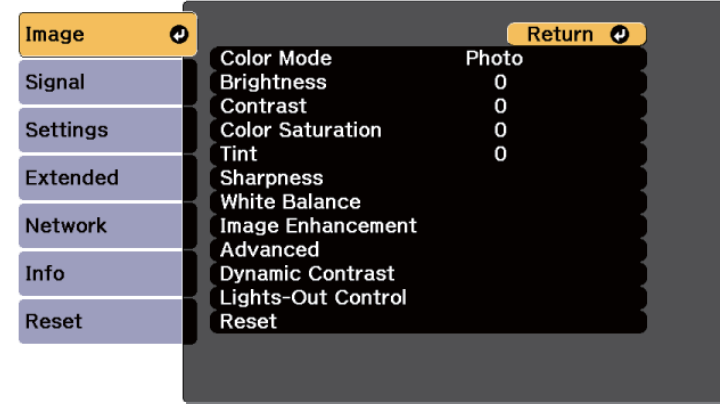 Image
Signal
Settings
Extended
Network
Info
Reset
Return
Color Mode Photo
Brightness 0
Contrast 0
Color Saturation 0
Tint 0
Sharpness
White Balance
Image Enhancement
Advanced
Dynamic Contrast
Lights-Out Control
Reset